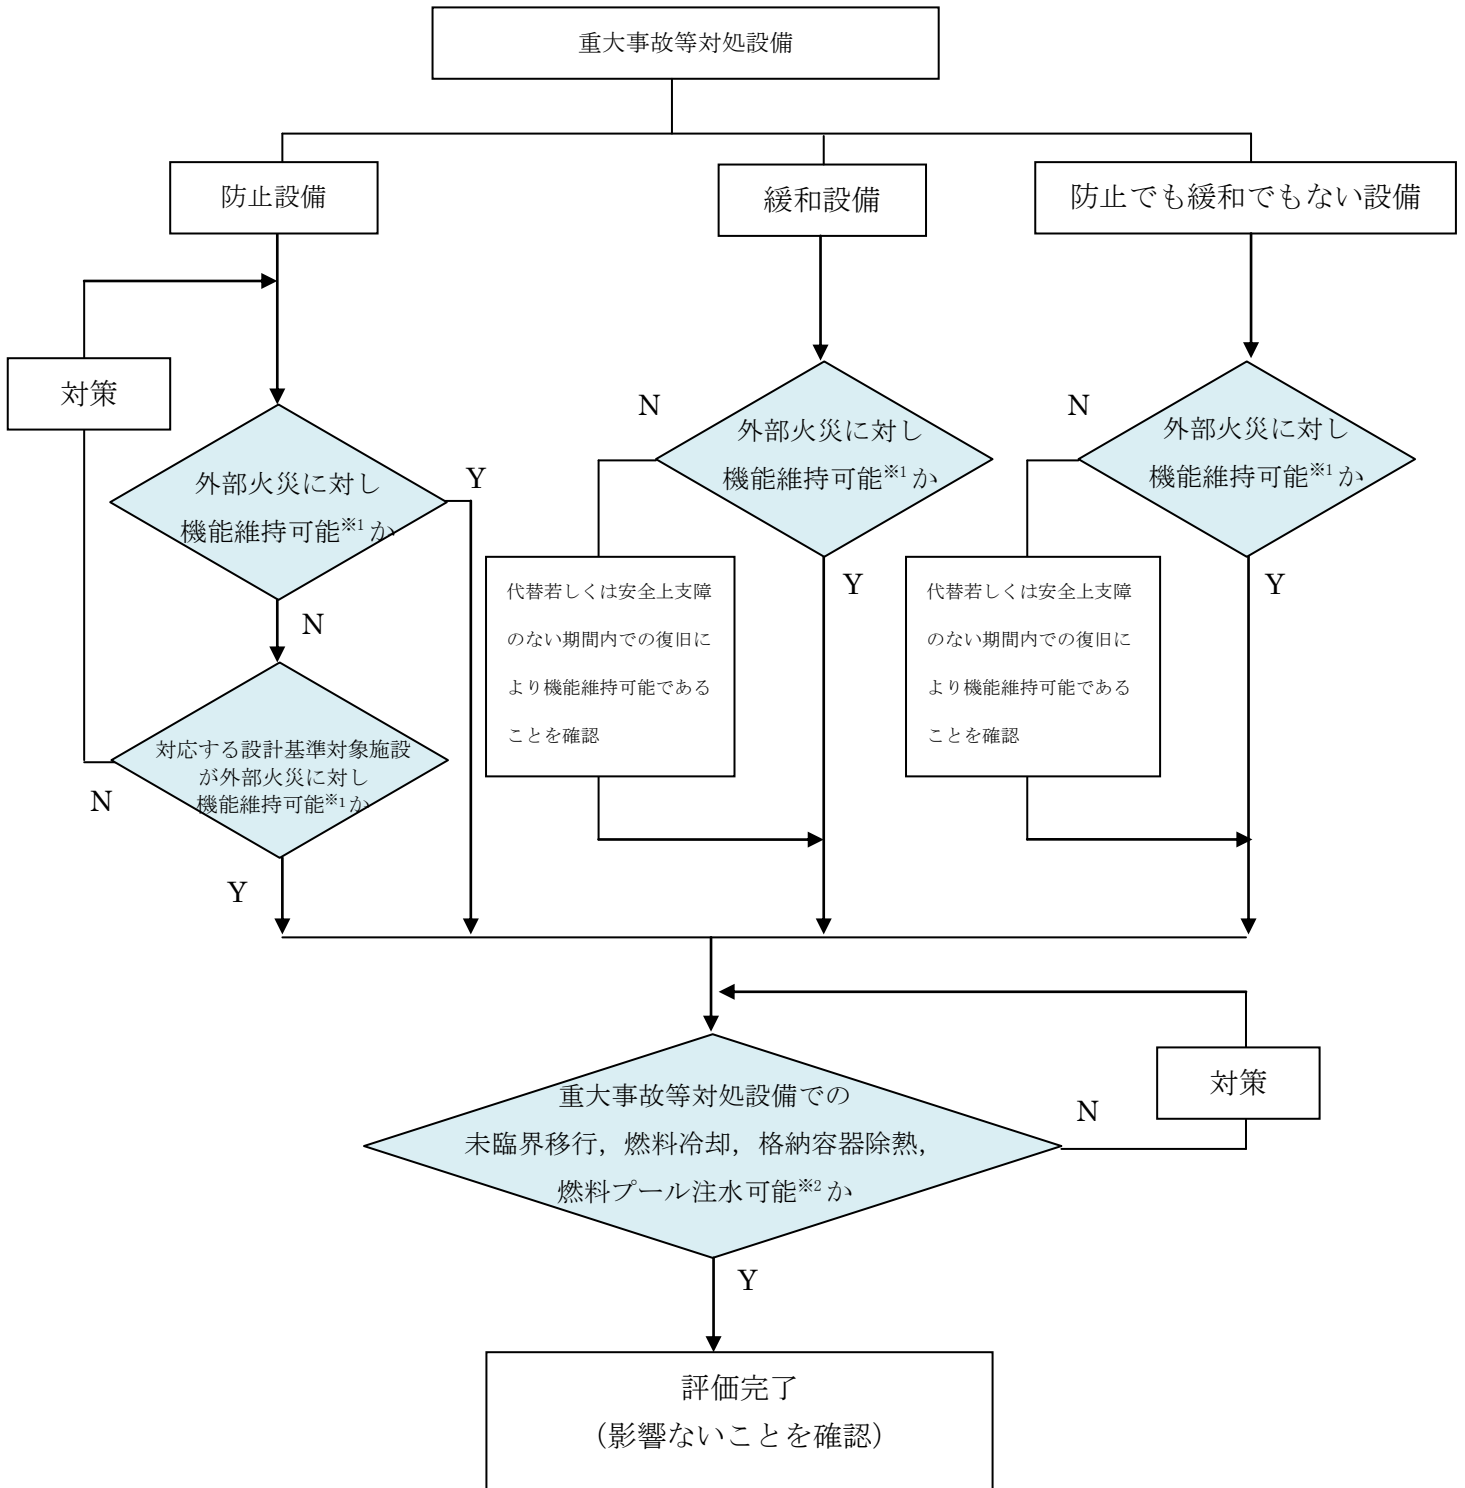 重大事故等対処設備
防止設備
緩和設備
防止でも緩和でもない設備
対策
外部火災に対し
機能維持可能※1か
Y
N
対応する設計基準対象施設
が外部火災に対し
機能維持可能※1か
N
Y
N
外部火災に対し
機能維持可能※1か
Y
代替若しくは安全上支障
のない期間内での復旧に
より機能維持可能である
ことを確認
N
外部火災に対し
機能維持可能※1か
Y
代替若しくは安全上支障
のない期間内での復旧に
より機能維持可能である
ことを確認
重大事故等対処設備での
未臨界移行，燃料冷却，格納容器除熱，
燃料プール注水可能※2か
N
対策
Y
評価完了
（影響ないことを確認）